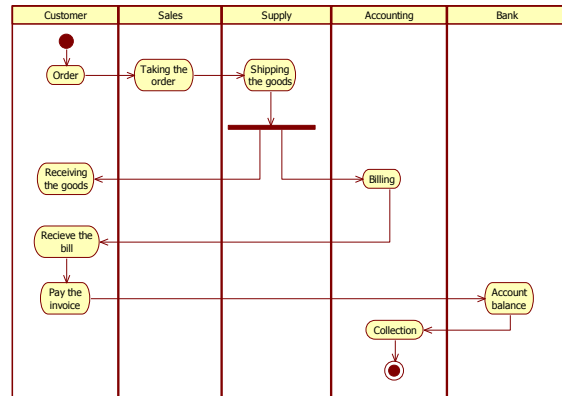 Customer
Sales
Supply
Accounting
Bank
Order
Taking the
order
Shipping
the goods
Receiving
the goods
Billing
Recieve the
bill
Pay the
invoice
Account
balance
Collection